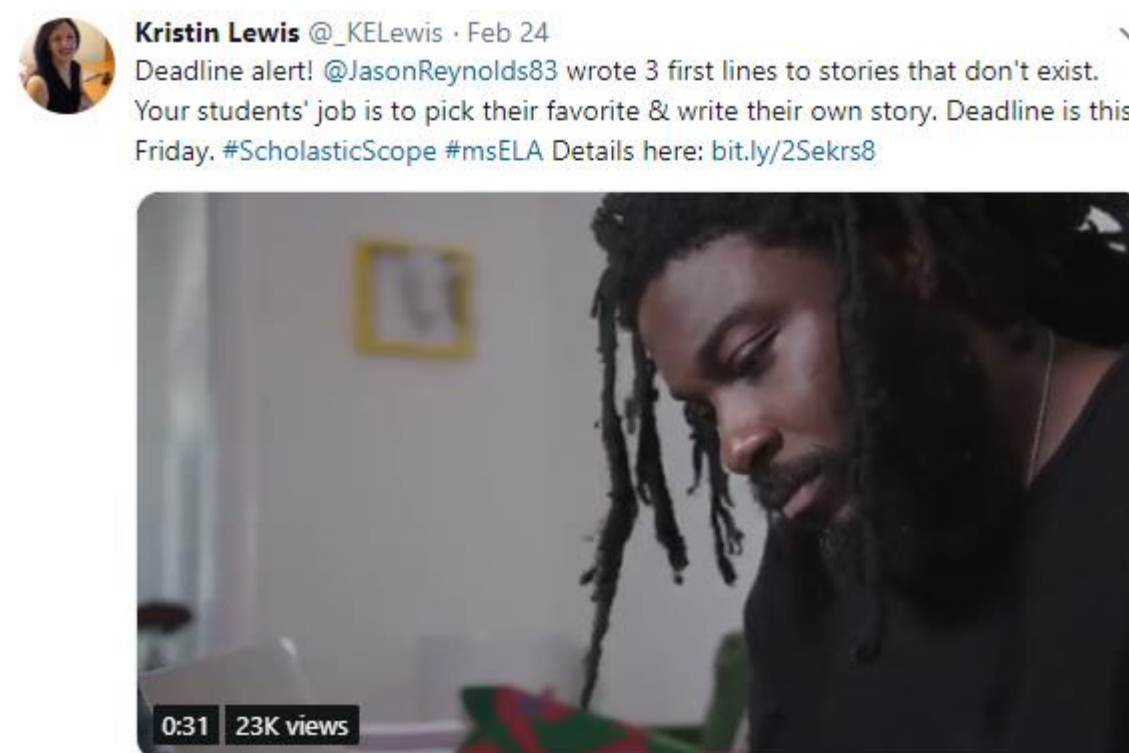 Kristin Lewis @_KELewis · Feb 24
Deadline alert! @JasonReynolds83 wrote 3 first lines to stories that don't exist.
Your students' job is to pick their favorite & write their own story. Deadline is this
Friday. #ScholasticScope #msELA Details here: bit.ly/2Sekrs8
0:31 23K views